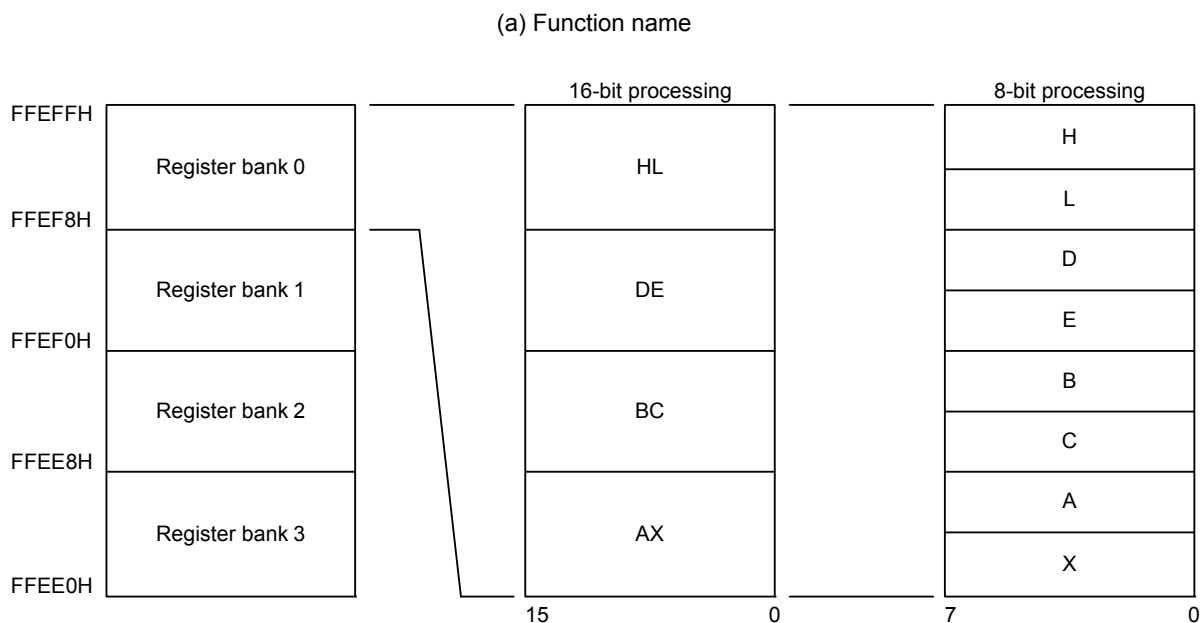 (a) Function name
16-bit processing
8-bit processing
FFEFFH
Register bank 0
HL
H
L
FFEF8H
Register bank 1
DE
D
E
FFEF0H
Register bank 2
BC
B
C
FFEE8H
Register bank 3
AX
A
X
FFEE0H
15 0 7 0